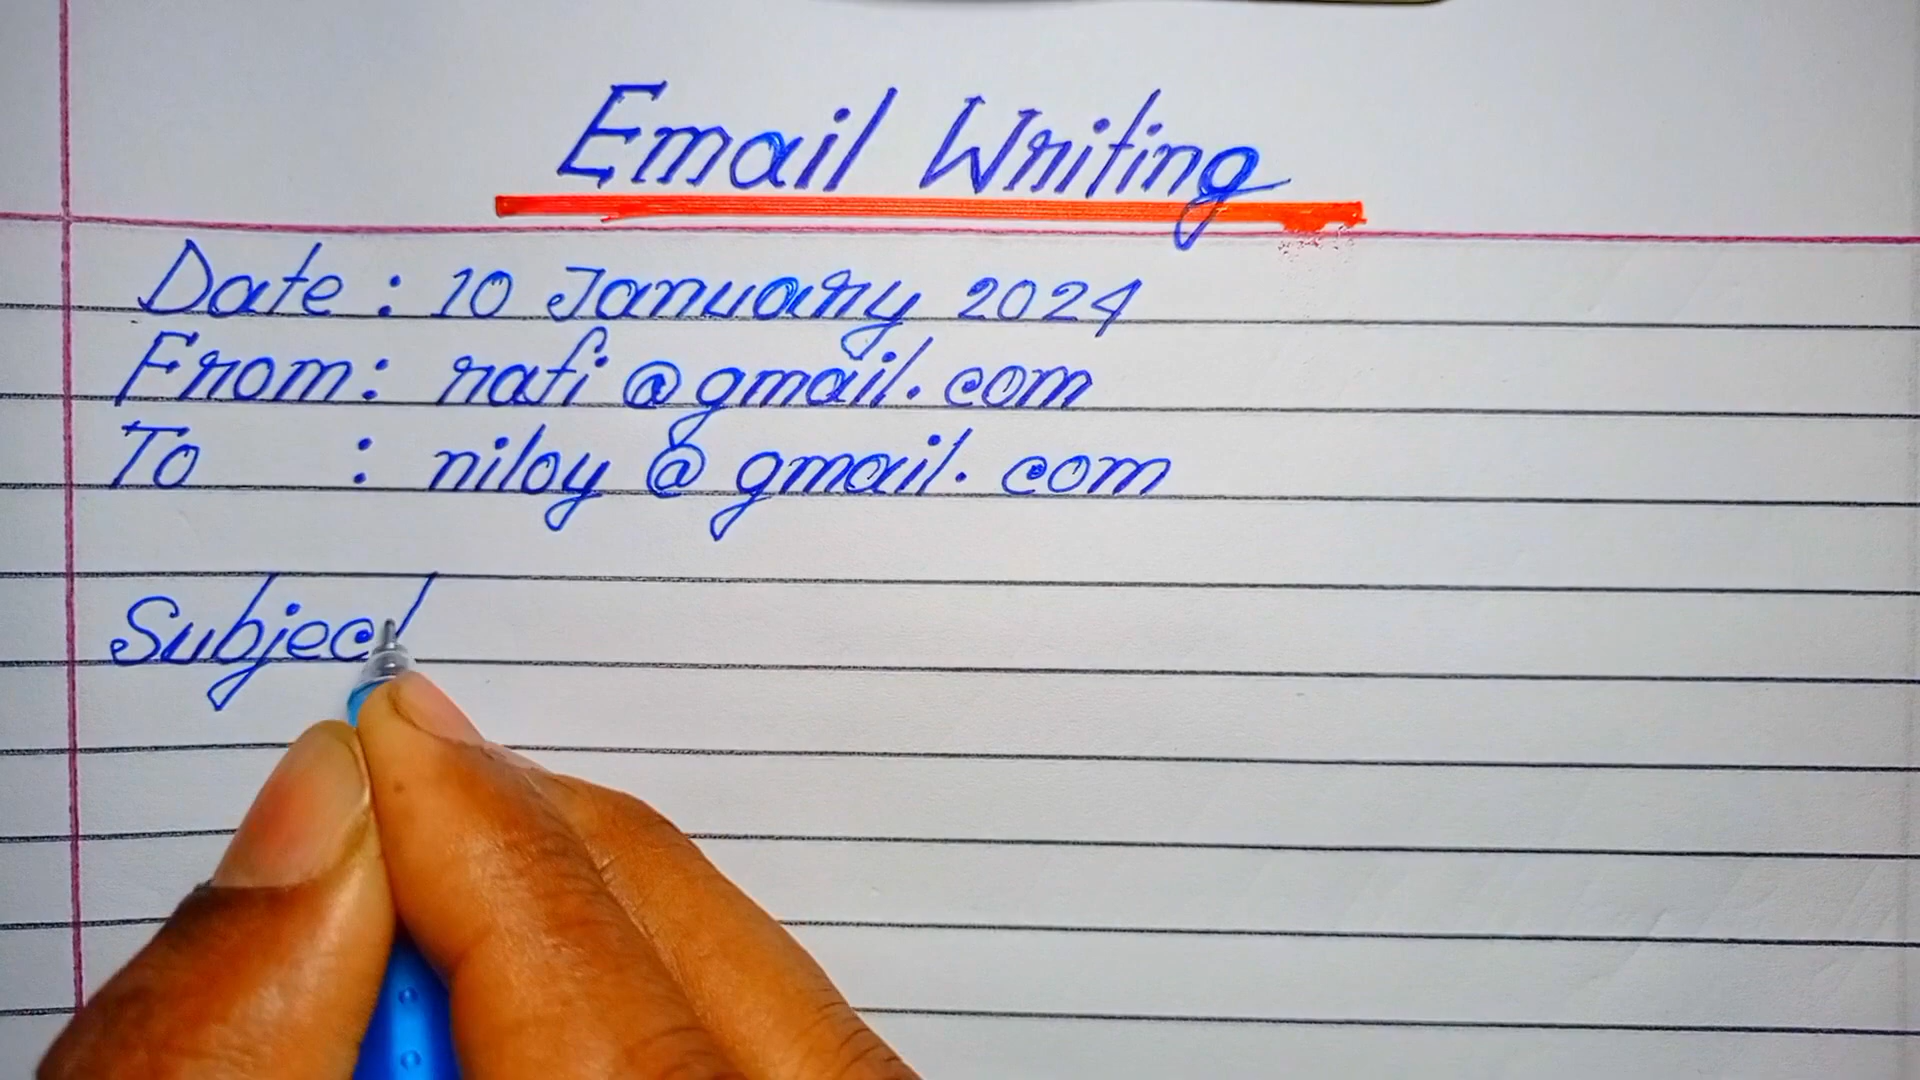 Email Writing
Date : 10 January 2024
From : rafi @gmail.com
To : niloy @ gmail. com
Subject